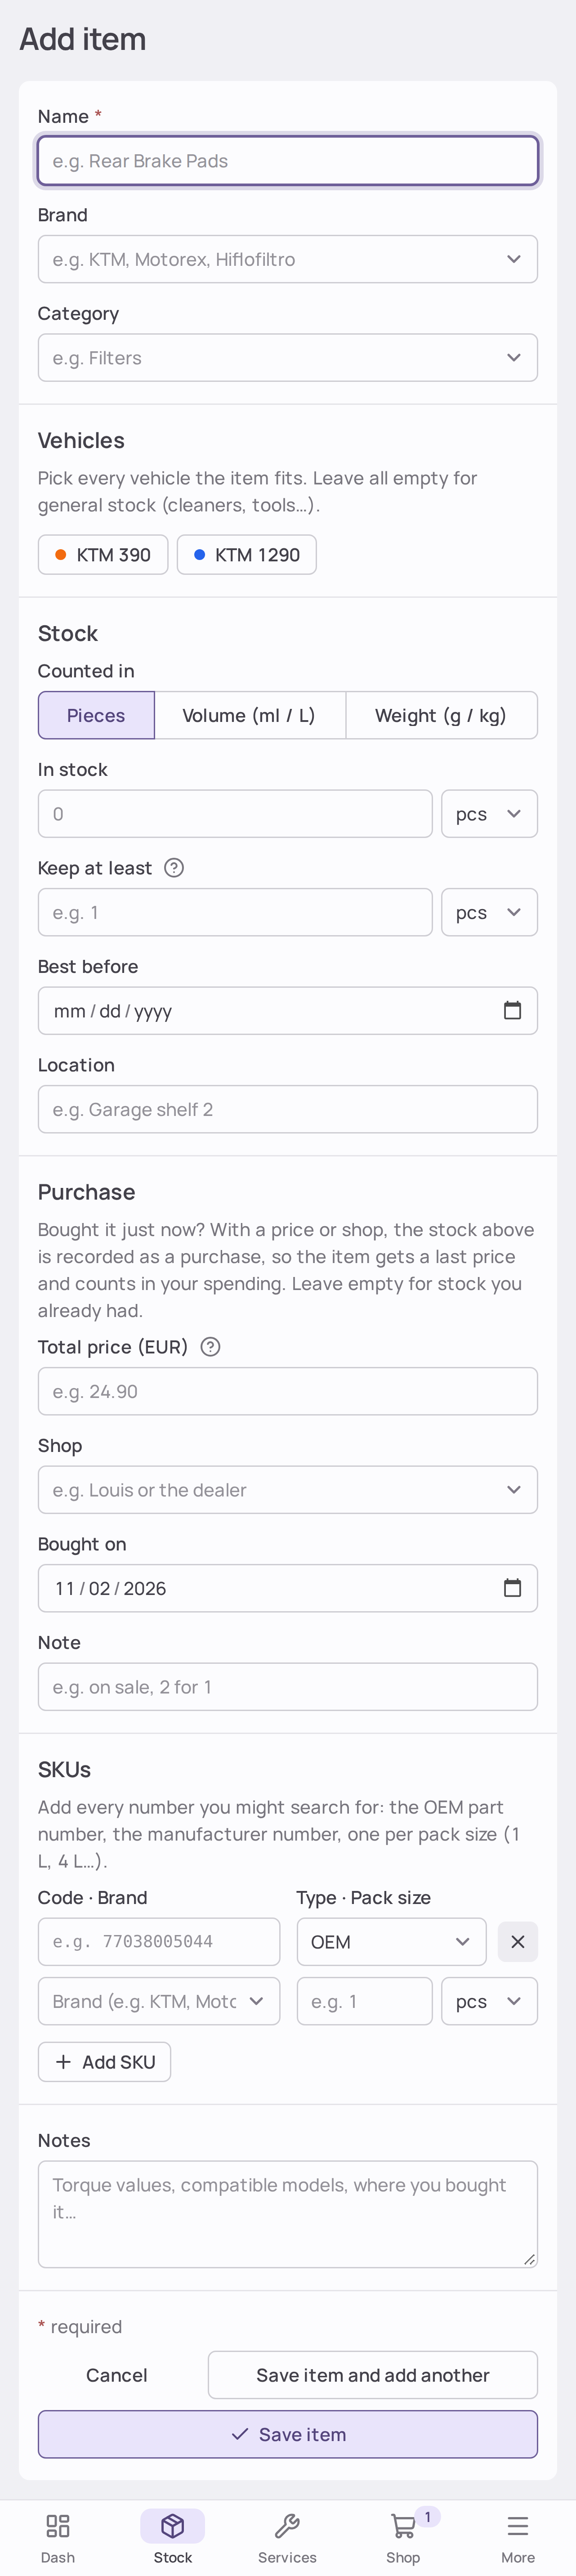 Add item
Name *
e.g. Rear Brake Pads
Brand
e.g. KTM, Motorex, Hiflofiltro
Category
e.g. Filters
Vehicles
Pick every vehicle the item fits. Leave all empty for
general stock (cleaners, tools…).
KTM 390
KTM 1290
Stock
Counted in
Pieces
Volume (ml / L)
Weight (g / kg)
In stock
0
pcs
Keep at least
e.g. 1
pcs
Best before
mm/dd/yyyy
Location
e.g. Garage shelf 2
Purchase
Bought it just now? With a price or shop, the stock above
is recorded as a purchase, so the item gets a last price
and counts in your spending. Leave empty for stock you
already had.
Total price (EUR)
e.g. 24.90
Shop
e.g. Louis or the dealer
Bought on
11/02/2026
Note
e.g. on sale, 2 for 1
SKUs
Add every number you might search for: the OEM part
number, the manufacturer number, one per pack size (1
L, 4 L…).
Code · Brand
Type · Pack size
e.g. 77038005044
OEM
Brand (e.g. KTM, Motc
e.g. 1
pcs
Add SKU
Notes
Torque values, compatible models, where you bought
it…
* required
Cancel
Save item and add another
Save item
1
Dash
Stock
Services
Shop
More